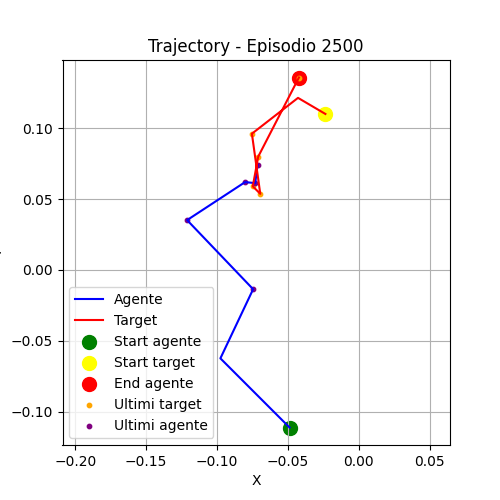 Trajectory - Episodio 2500
0.10
0.05
0.00
−0.05
−0.10
Agente
Target
Start agente
Start target
End agente
Ultimi target
Ultimi agente
−0.20
−0.15
−0.10
−0.05
0.00
0.05
X